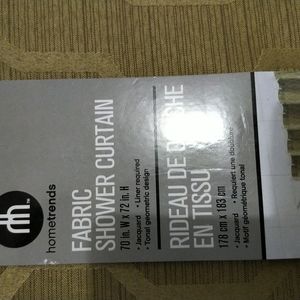 hometrends
FABRIC
SHOWER CURTAIN
70 in. W x 72 in. H
• Jacquard • Liner required
• Tonal geometric design
RIDEAU DE DOUCHE
EN TISSU
178 cm x 183 cm
• Jacquard • Requiert une doublure
• Motif géométrique tonal